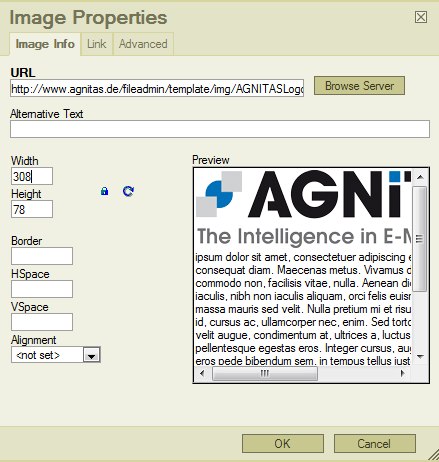 Image Properties
Image Info Link Advanced
URL
http://www.agnitas.de/fileadmin/template/img/AGNITASLogo
Browse Server
Alternative Text
Width
308
Height
78
Border
HSpace
VSpace
Alignment
<not set>
Preview
AGNiT
The Intelligence in E-M
ipsum dolor sit amet, consectetuer adipiscing e
consequat diam. Maecenas metus. Vivamus d
commodo non, facilisis vitae, nulla. Aenean dic
iaculis, nibh non iaculis aliquam, orci felis euism
massa mauris sed velit. Nulla pretium mi et risu
id, cursus ac, ullamcorper nec, enim. Sed torto
velit augue, condimentum at, ultrices a, luctus
pellentesque egestas eros. Integer cursus, aug
eros pede bibendum sem, in tempus tellus just
OK Cancel